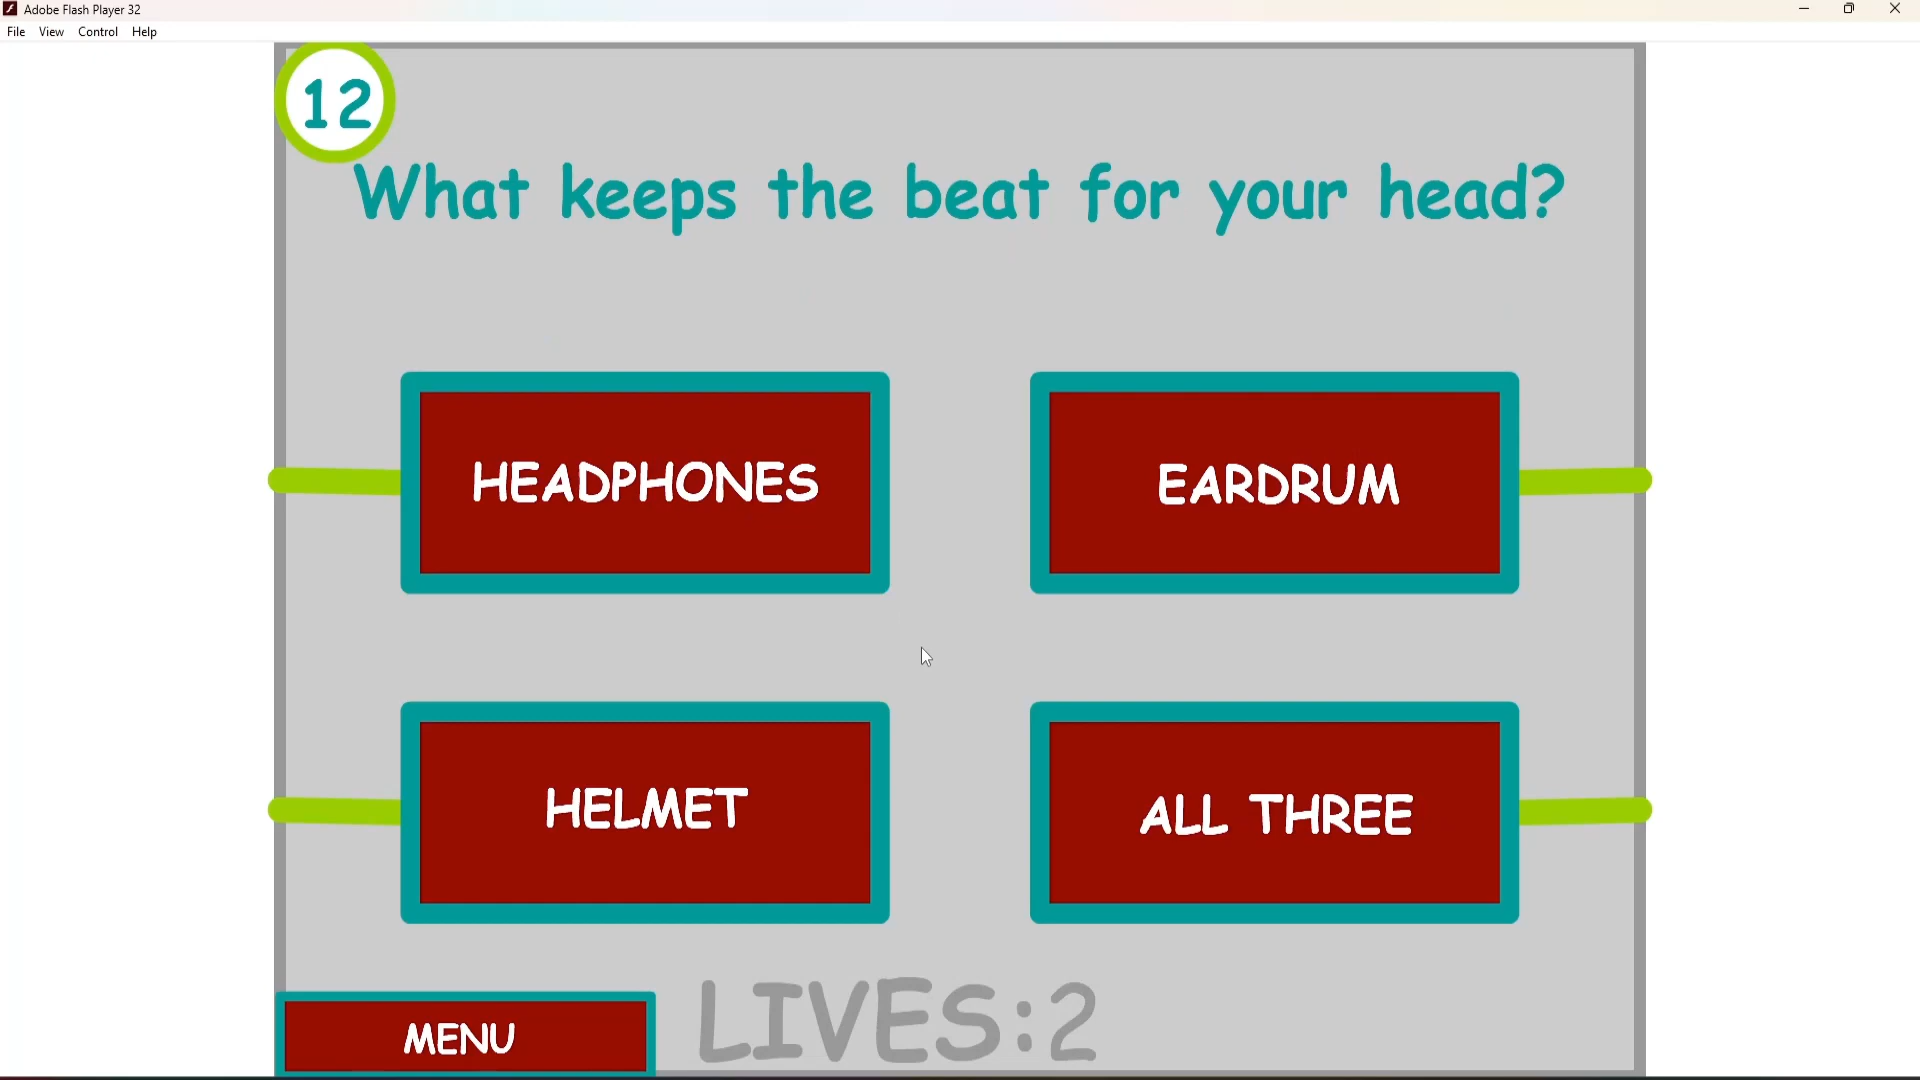 Adobe Flash Player 32
File View Control Help
12
What keeps the beat for your head?
HEADPHONES
EARDRUM
HELMET
ALL THREE
MENU
LIVES:2